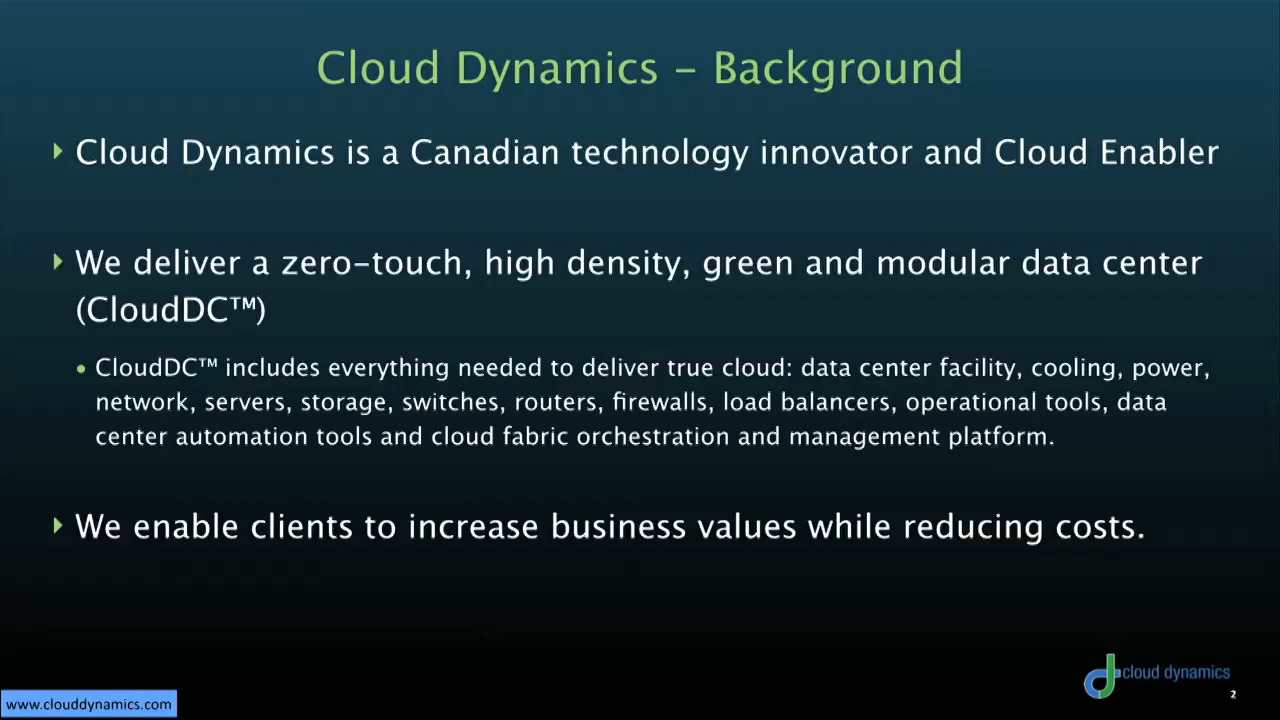 Cloud Dynamics – Background
Cloud Dynamics is a Canadian technology innovator and Cloud Enabler
We deliver a zero-touch, high density, green and modular data center
(CloudDC™)
CloudDC™ includes everything needed to deliver true cloud: data center facility, cooling, power,
network, servers, storage, switches, routers, firewalls, load balancers, operational tools, data
center automation tools and cloud fabric orchestration and management platform.
We enable clients to increase business values while reducing costs.
cloud dynamics
2
www.clouddynamics.com